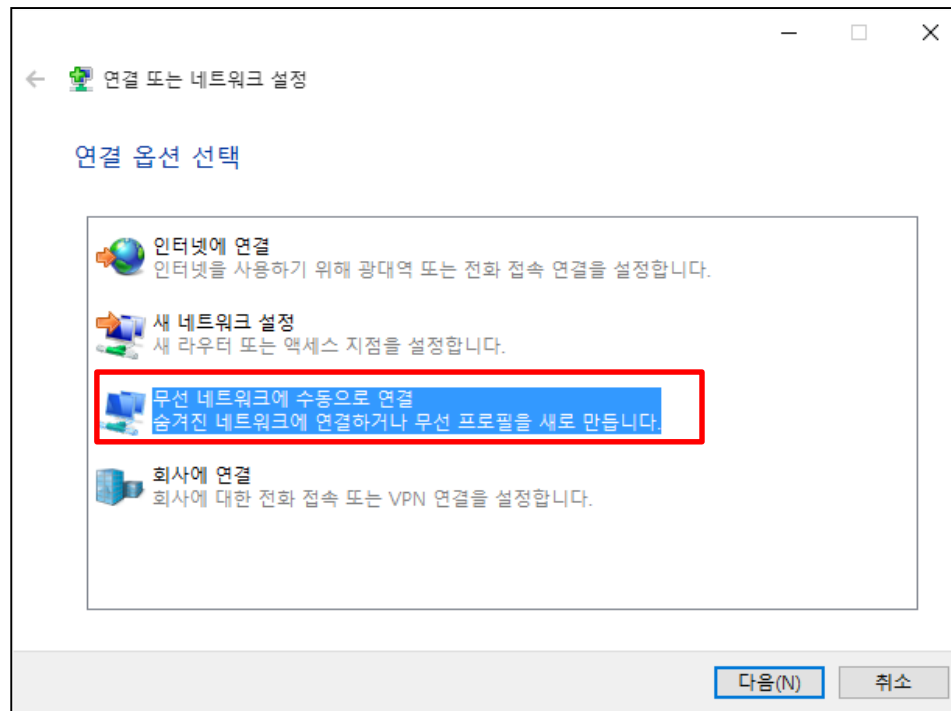 연결 또는 네트워크 설정
연결 옵션 선택
인터넷에 연결
인터넷을 사용하기 위해 광대역 또는 전화 접속 연결을 설정합니다.
새 네트워크 설정
새 라우터 또는 액세스 지점을 설정합니다.
무선 네트워크에 수동으로 연결
숨겨진 네트워크에 연결하거나 무선 프로필을 새로 만듭니다.
회사에 연결
회사에 대한 전화 접속 또는 VPN 연결을 설정합니다.
다음(N) 취소